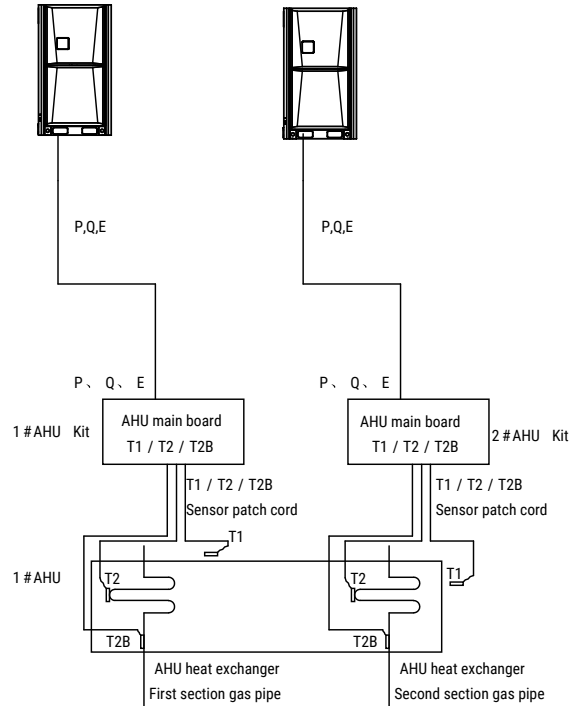 P,Q,E
P,Q,E
P、 Q、 E
P、 Q、 E
1#AHU Kit
AHU main board
T1 / T2 / T2B
AHU main board
T1 / T2 / T2B
2#AHU Kit
T1 / T2 / T2B
Sensor patch cord
T1 / T2 / T2B
Sensor patch cord
T1
1#AHU
T2
T2
T1
T2B
T2B
AHU heat exchanger
First section gas pipe
AHU heat exchanger
Second section gas pipe